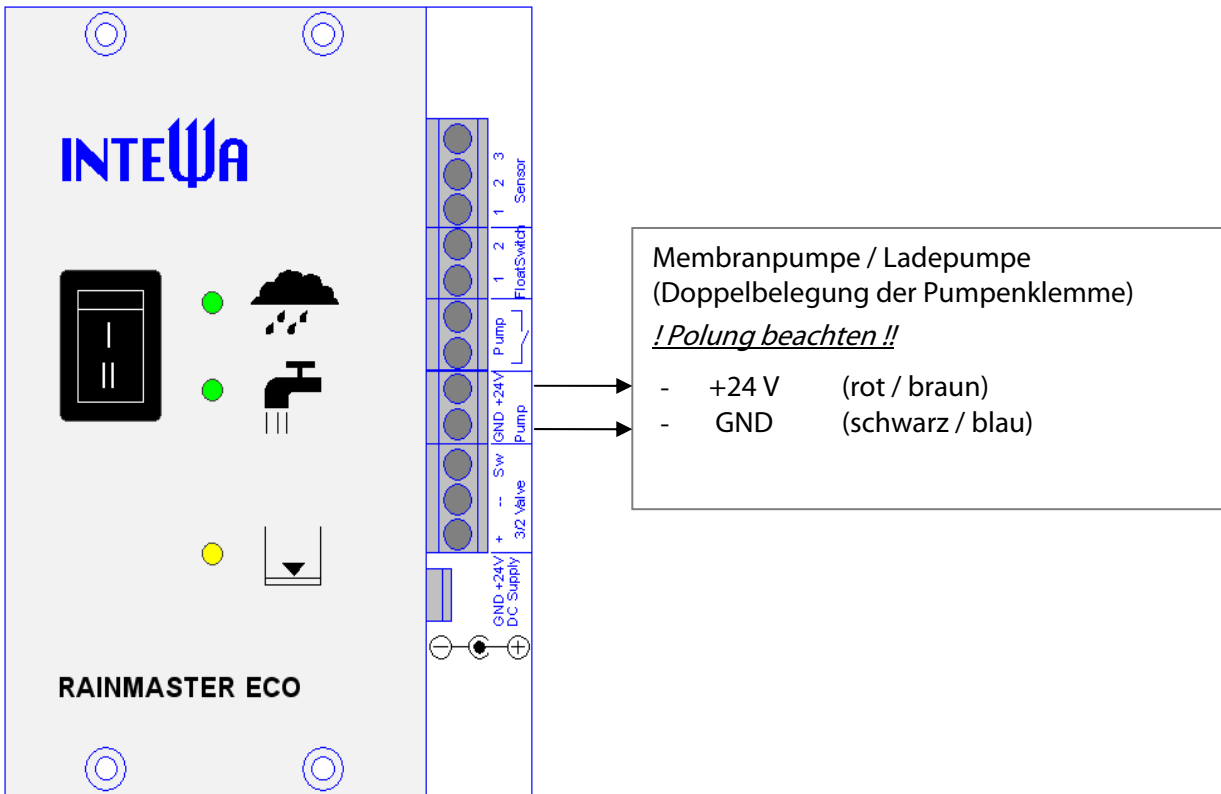 INTEWA
I
II
RAINMASTER ECO
1 2 3
Sensor
1 2
FloatSwitch
Pump
GND +24V
Pump
+ -- SW
3/2 Valve
GND +24V
DC Supply
Membranpumpe / Ladepumpe
(Doppelbelegung der Pumpenklemme)
! Polung beachten !!
- +24 V (rot / braun)
- GND (schwarz / blau)